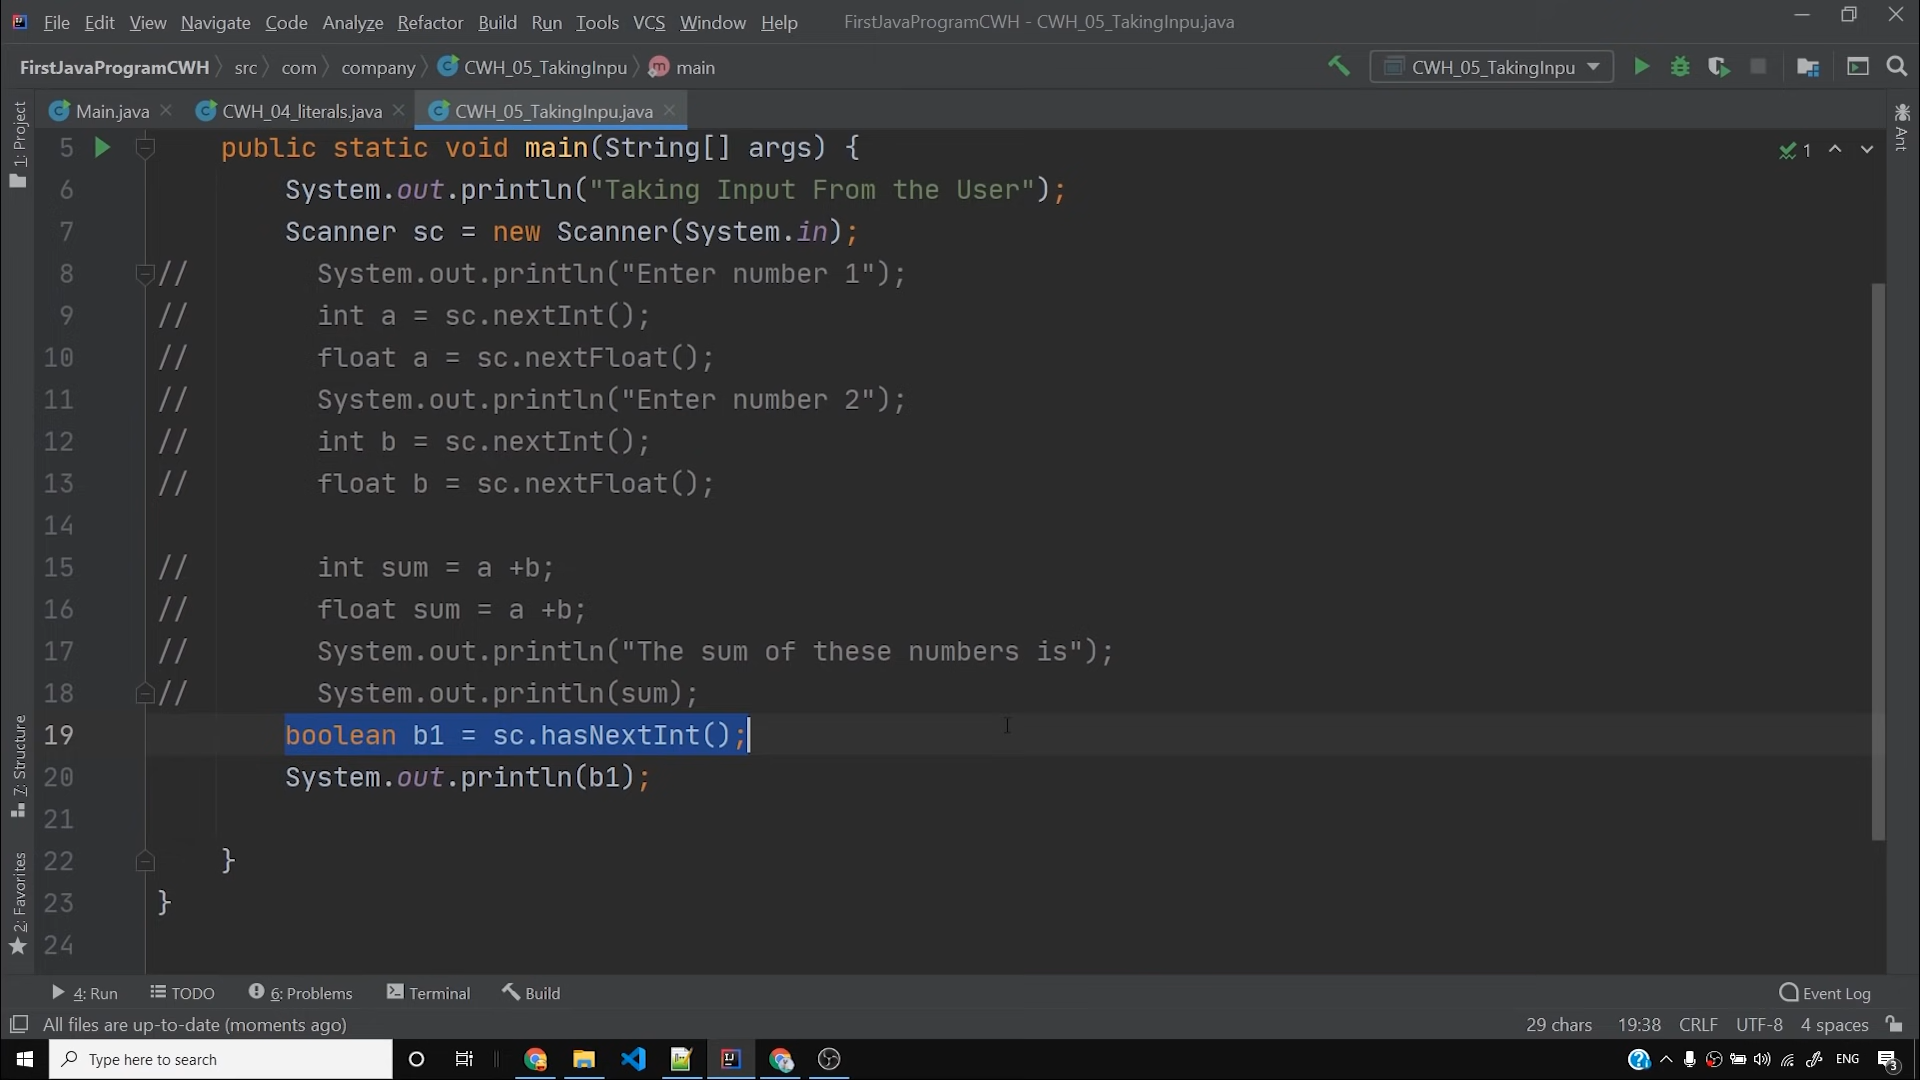 File Edit View Navigate Code Analyze Refactor Build Run Tools VCS Window Help FirstJavaProgramCWH - CWH_05_TakingInpu.java
FirstJavaProgramCWH src com company CWH_05_TakingInpu main CWH_05_TakingInpu
Main.java CWH_04_literals.java CWH_05_TakingInpu.java
1: Project
Ant
7: Structure
2: Favorites
1
5 public static void main(String[] args) {
6 System.out.println("Taking Input From the User");
7 Scanner sc = new Scanner(System.in);
8 // System.out.println("Enter number 1");
9 // int a = sc.nextInt();
10 // float a = sc.nextFloat();
11 // System.out.println("Enter number 2");
12 // int b = sc.nextInt();
13 // float b = sc.nextFloat();
14
15 // int sum = a +b;
16 // float sum = a +b;
17 // System.out.println("The sum of these numbers is");
18 // System.out.println(sum);
19 boolean b1 = sc.hasNextInt();
20 System.out.println(b1);
21
22 }
23 }
24
4: Run TODO 6: Problems Terminal Build Event Log
All files are up-to-date (moments ago) 29 chars 19:38 CRLF UTF-8 4 spaces
Type here to search ENG 3